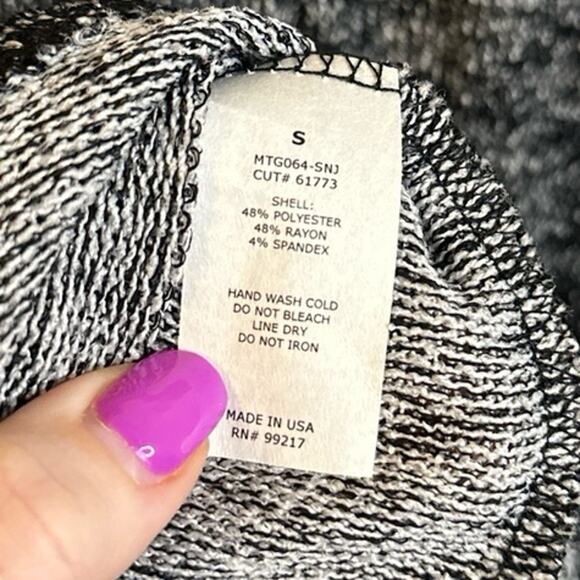 S
MTG064-SNJ
CUT# 61773
SHELL:
48% POLYESTER
48% RAYON
4% SPANDEX
HAND WASH COLD
DO NOT BLEACH
LINE DRY
DO NOT IRON
MADE IN USA
RN# 99217